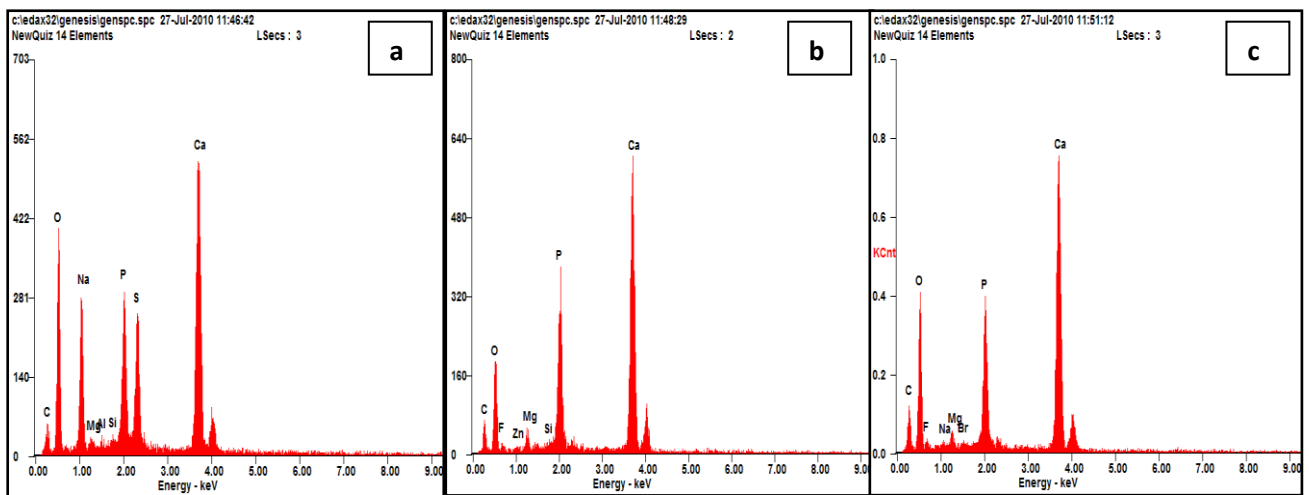 c:\edax32\genesis\genspc.spc 27-Jul-2010 11:46:42
NewQuiz 14 Elements LSecs : 3
a
703
562
422
281
140
0
C
O
Na
Mg
Al
Si
P
S
Ca
0.00 1.00 2.00 3.00 4.00 5.00 6.00 7.00 8.00 9.00
Energy - keV
c:\edax32\genesis\genspc.spc 27-Jul-2010 11:48:29
NewQuiz 14 Elements LSecs : 2
b
800
640
480
320
160
0
C
O
F
Zn
Mg
Si
P
Ca
0.00 1.00 2.00 3.00 4.00 5.00 6.00 7.00 8.00 9.0
Energy - keV
c:\edax32\genesis\genspc.spc 27-Jul-2010 11:51:12
NewQuiz 14 Elements LSecs : 3
c
1.0
0.8
0.6
KCnt
0.4
0.2
0.0
C
O
F
Na
Mg
Br
P
Ca
0.00 1.00 2.00 3.00 4.00 5.00 6.00 7.00 8.00 9.00
Energy - keV